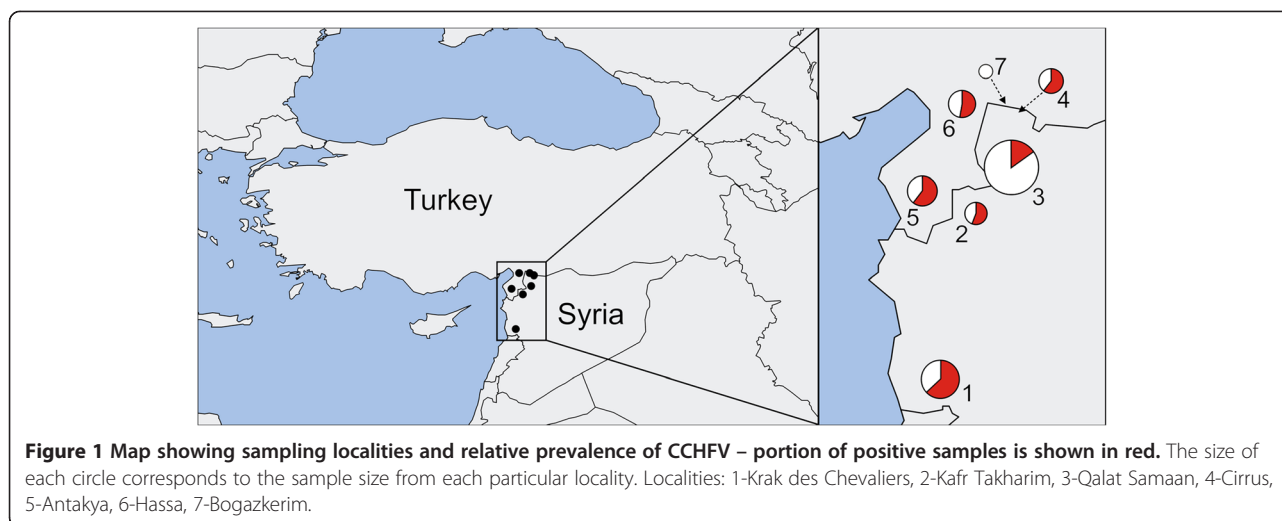 Turkey
Syria
7
4
6
3
5
2
1
Figure 1 Map showing sampling localities and relative prevalence of CCHFV – portion of positive samples is shown in red. The size of
each circle corresponds to the sample size from each particular locality. Localities: 1-Krak des Chevaliers, 2-Kafr Takharim, 3-Qalat Samaan, 4-Cirrus,
5-Antakya, 6-Hassa, 7-Bogazkerim.